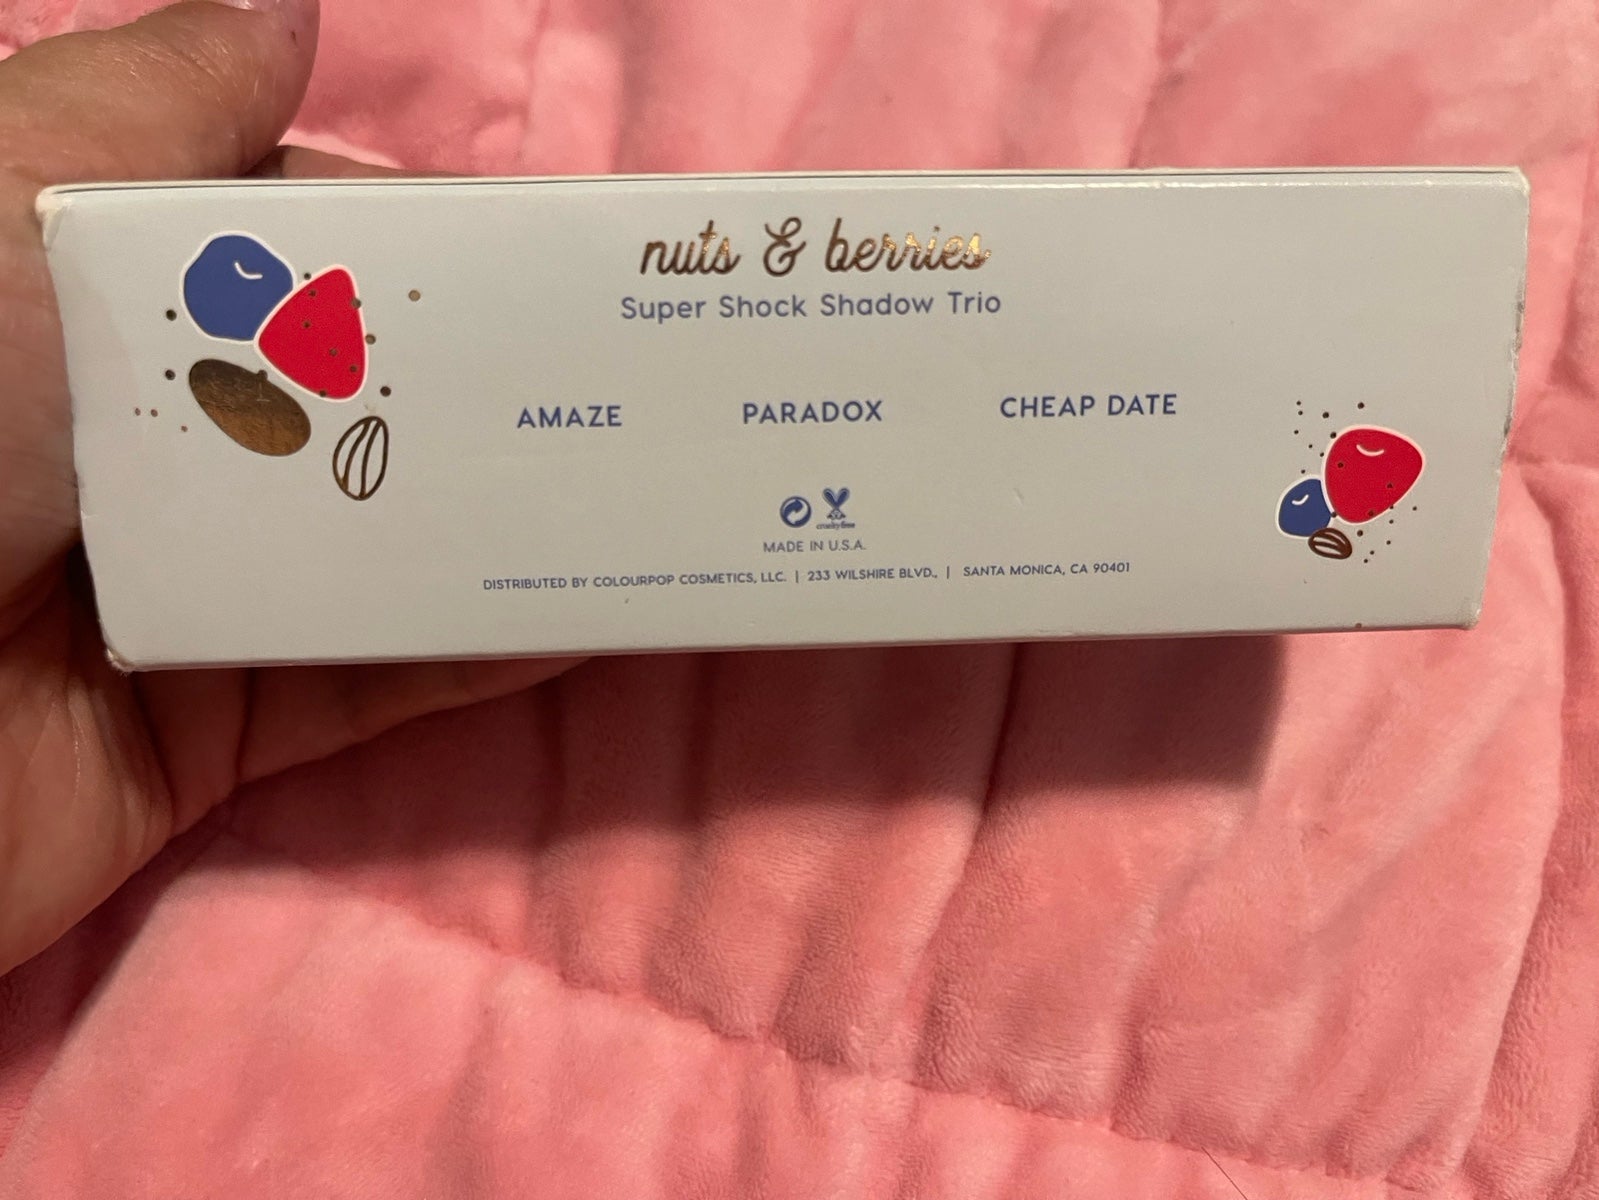 nuts & berries
Super Shock Shadow Trio
AMAZE PARADOX CHEAP DATE
cruelty free
MADE IN U.S.A.
DISTRIBUTED BY COLOURPOP COSMETICS, LLC. | 233 WILSHIRE BLVD., | SANTA MONICA, CA 90401